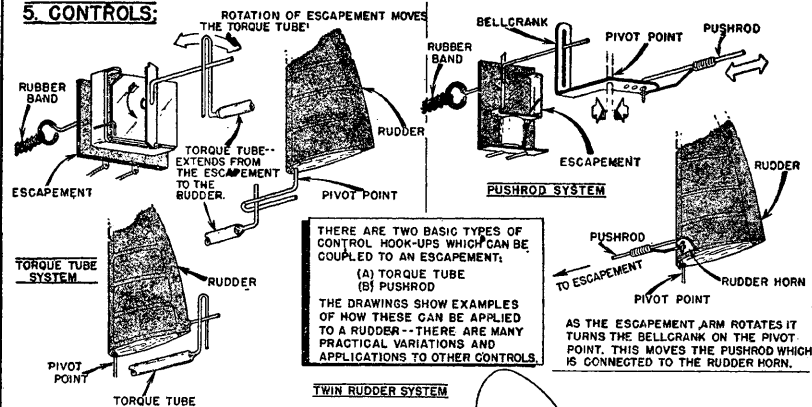 5. CONTROLS:
ROTATION OF ESCAPEMENT MOVES
THE TORQUE TUBE
RUBBER
BAND
ESCAPEMENT
TORQUE TUBE--
EXTENDS FROM
THE ESCAPEMENT
TO THE
RUDDER.
RUDDER
PIVOT POINT
TORQUE TUBE
SYSTEM
RUDDER
PIVOT
POINT
TORQUE TUBE
THERE ARE TWO BASIC TYPES OF
CONTROL HOOK-UPS WHICH CAN BE
COUPLED TO AN ESCAPEMENT:
(A) TORQUE TUBE
(B) PUSHROD
THE DRAWINGS SHOW EXAMPLES
OF HOW THESE CAN BE APPLIED
TO A RUDDER--THERE ARE MANY
PRACTICAL VARIATIONS AND
APPLICATIONS TO OTHER CONTROLS.
TWIN RUDDER SYSTEM
BELLCRANK
RUBBER
BAND
PIVOT POINT
PUSHROD
ESCAPEMENT
PUSHROD SYSTEM
RUDDER
PUSHROD
TO ESCAPEMENT
RUDDER HORN
PIVOT POINT
AS THE ESCAPEMENT ARM ROTATES IT
TURNS THE BELLCRANK ON THE PIVOT
POINT. THIS MOVES THE PUSHROD WHICH
IS CONNECTED TO THE RUDDER HORN.